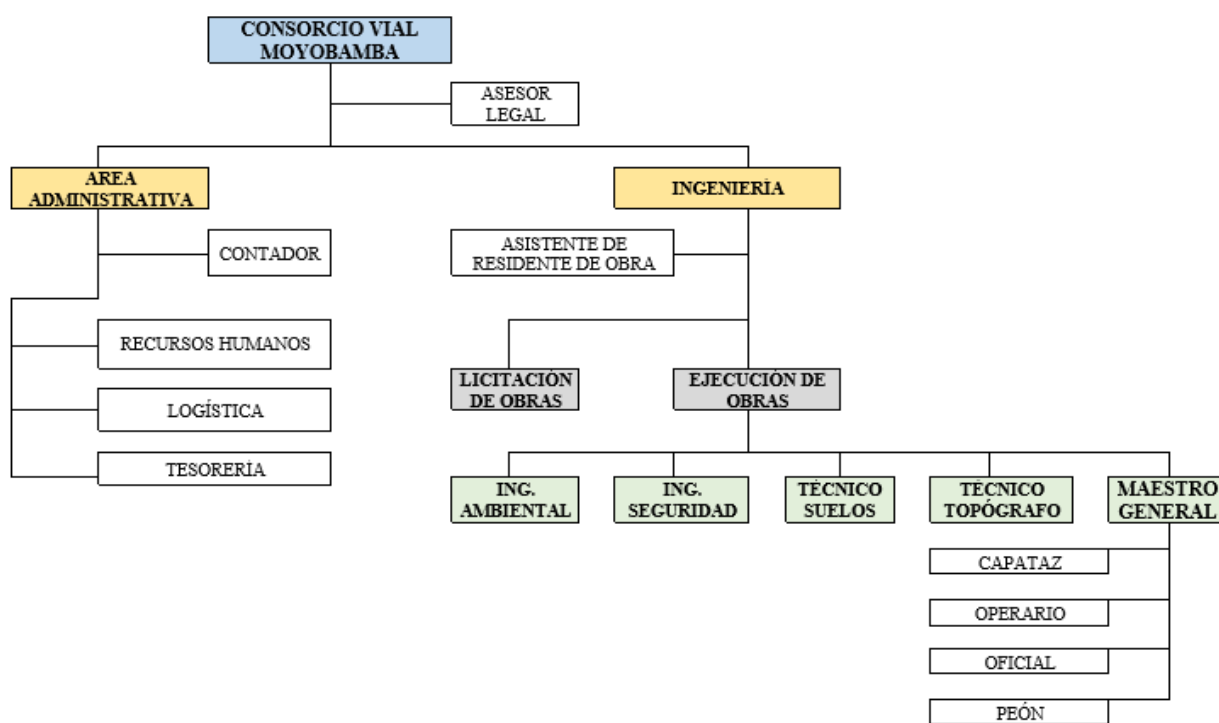 CONSORCIO VIAL
MOYOBAMBA
ASESOR
LEGAL
AREA
ADMINISTRATIVA
INGENIERÍA
CONTADOR
ASISTENTE DE
RESIDENTE DE OBRA
RECURSOS HUMANOS
LOGÍSTICA
TESORERÍA
LICITACIÓN
DE OBRAS
EJECUCIÓN DE
OBRAS
ING.
AMBIENTAL
ING.
SEGURIDAD
TÉCNICO
SUELOS
TÉCNICO
TOPÓGRAFO
MAESTRO
GENERAL
CAPATAZ
OPERARIO
OFICIAL
PEÓN